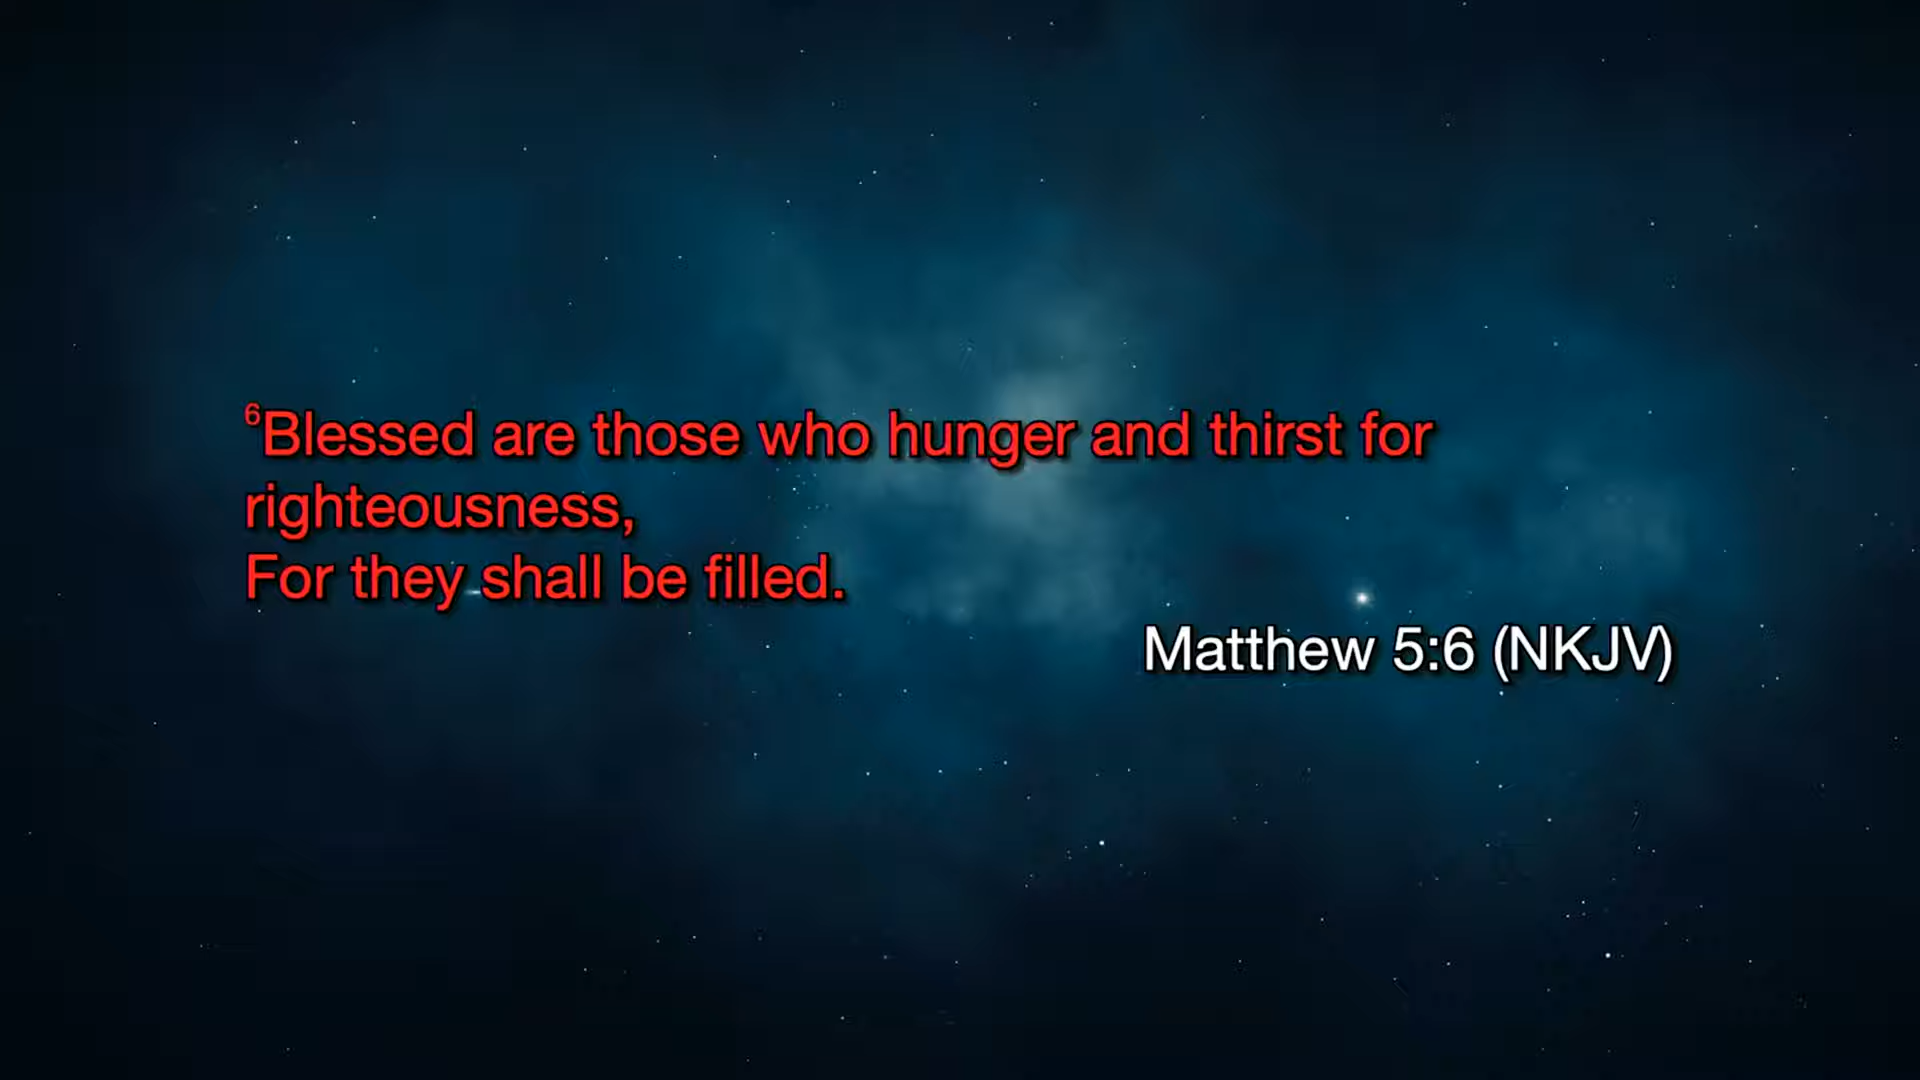 ⁶Blessed are those who hunger and thirst for
righteousness,
For they shall be filled.
Matthew 5:6 (NKJV)